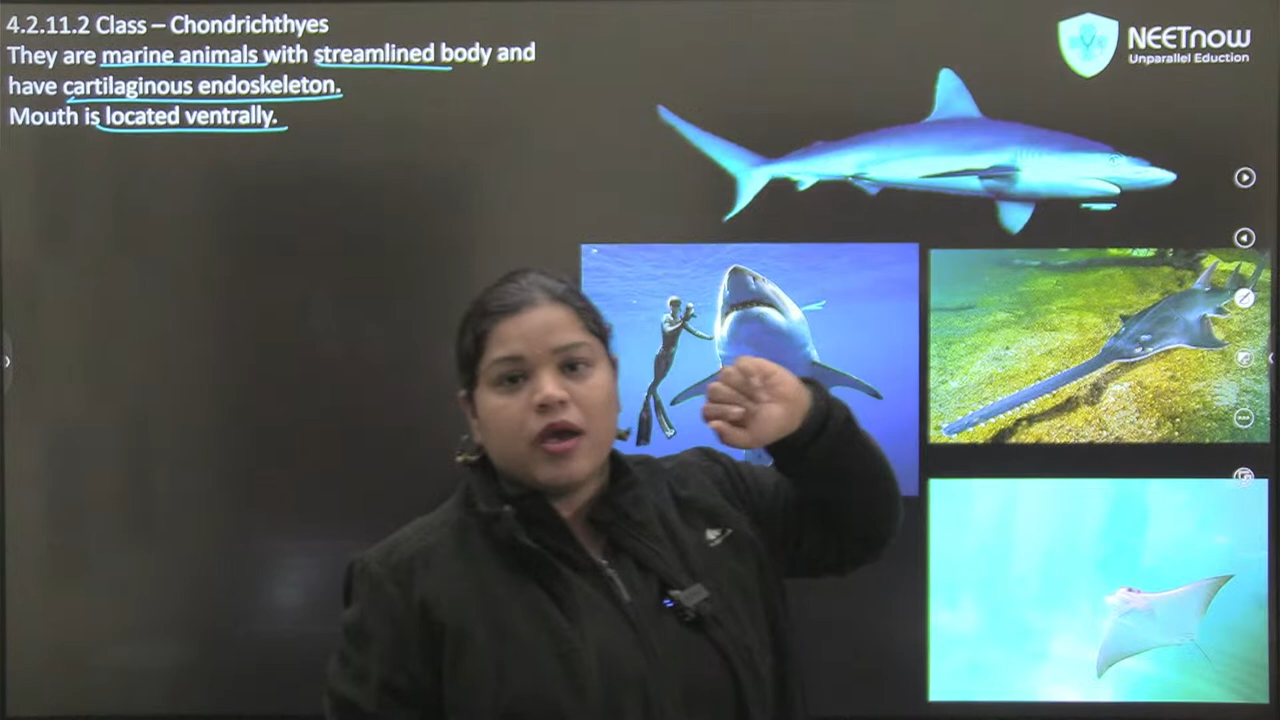 4.2.11.2 Class – Chondrichthyes
They are marine animals with streamlined body and
have cartilaginous endoskeleton.
Mouth is located ventrally.
NEETnow
Unparallel Eduction